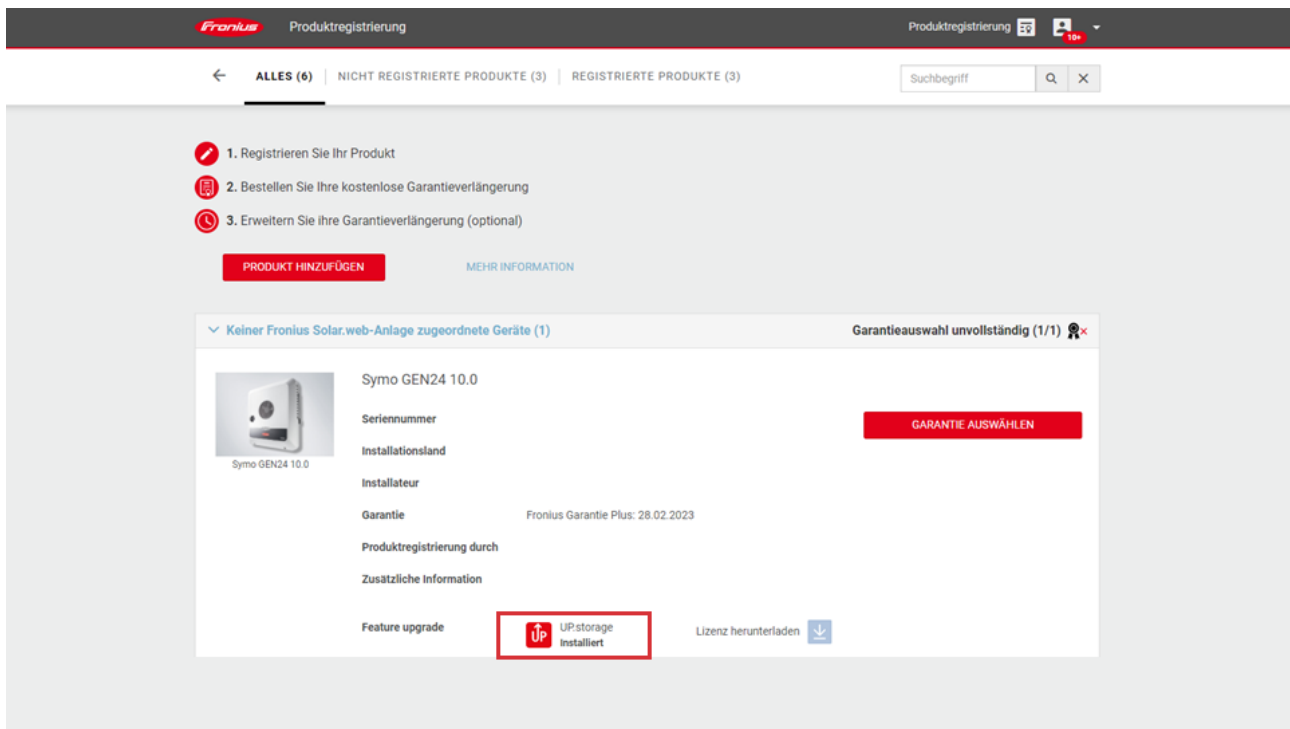 Fronius Produktregistrierung Produktregistrierung 10+
ALLES (6) NICHT REGISTRIERTE PRODUKTE (3) REGISTRIERTE PRODUKTE (3) Suchbegriff
1. Registrieren Sie Ihr Produkt
2. Bestellen Sie Ihre kostenlose Garantieverlängerung
3. Erweitern Sie ihre Garantieverlängerung (optional)
PRODUKT HINZUFÜGEN MEHR INFORMATION
Keiner Fronius Solar.web-Anlage zugeordnete Geräte (1) Garantieauswahl unvollständig (1/1)
Symo GEN24 10.0
Seriennummer GARANTIE AUSWÄHLEN
Installationsland
Symo GEN24 10.0
Installateur
Garantie Fronius Garantie Plus: 28.02.2023
Produktregistrierung durch
Zusätzliche Information
Feature upgrade UP UP.storage Lizenz herunterladen
Installiert